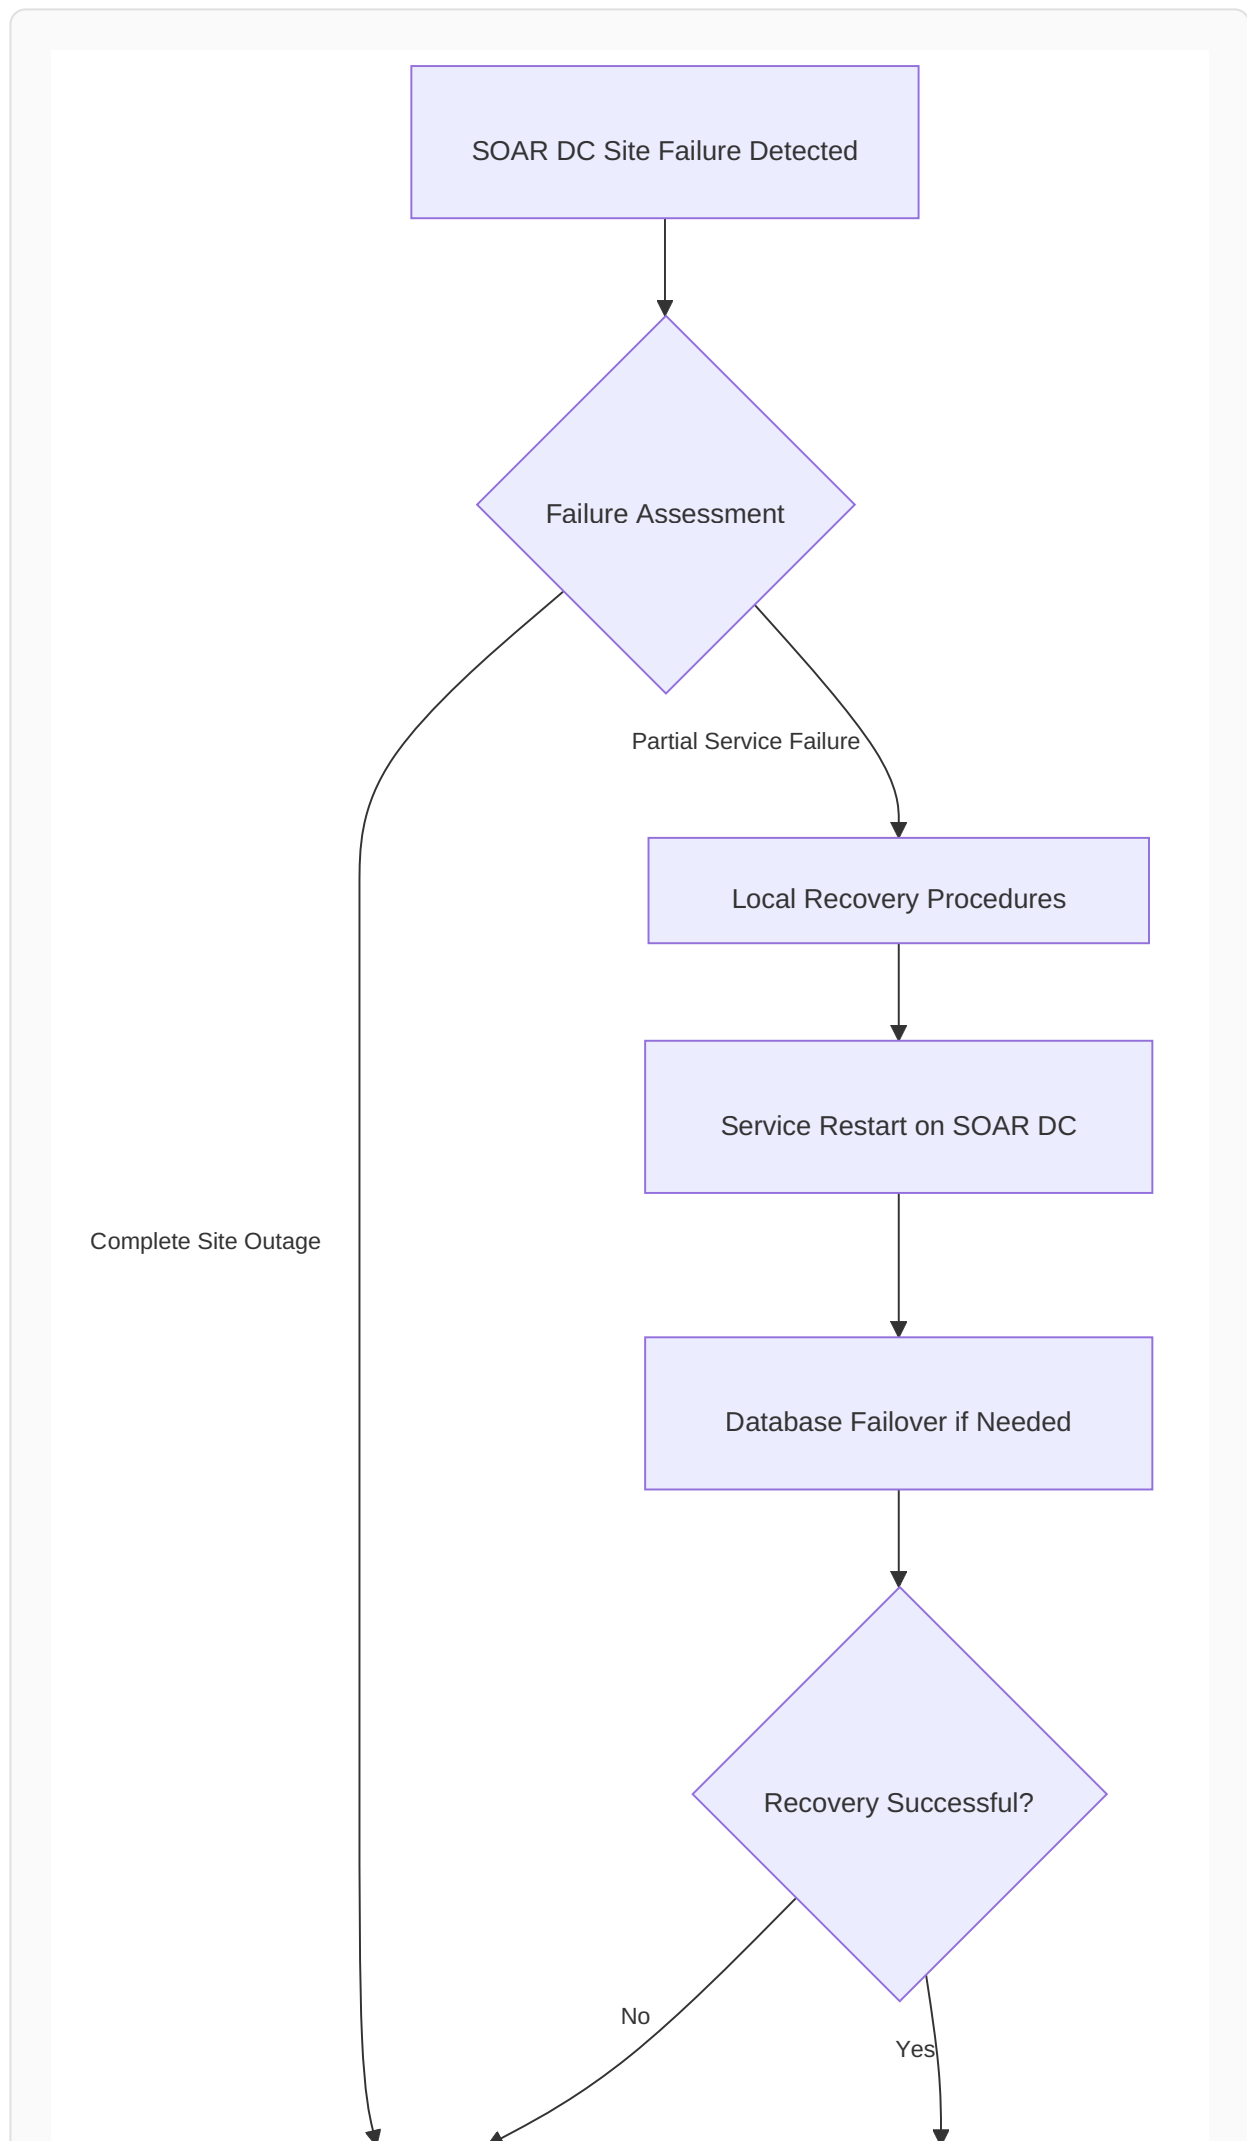 SOAR DC Site Failure Detected
Failure Assessment
Partial Service Failure
Local Recovery Procedures
Service Restart on SOAR DC
Complete Site Outage
Database Failover if Needed
Recovery Successful?
No
Yes